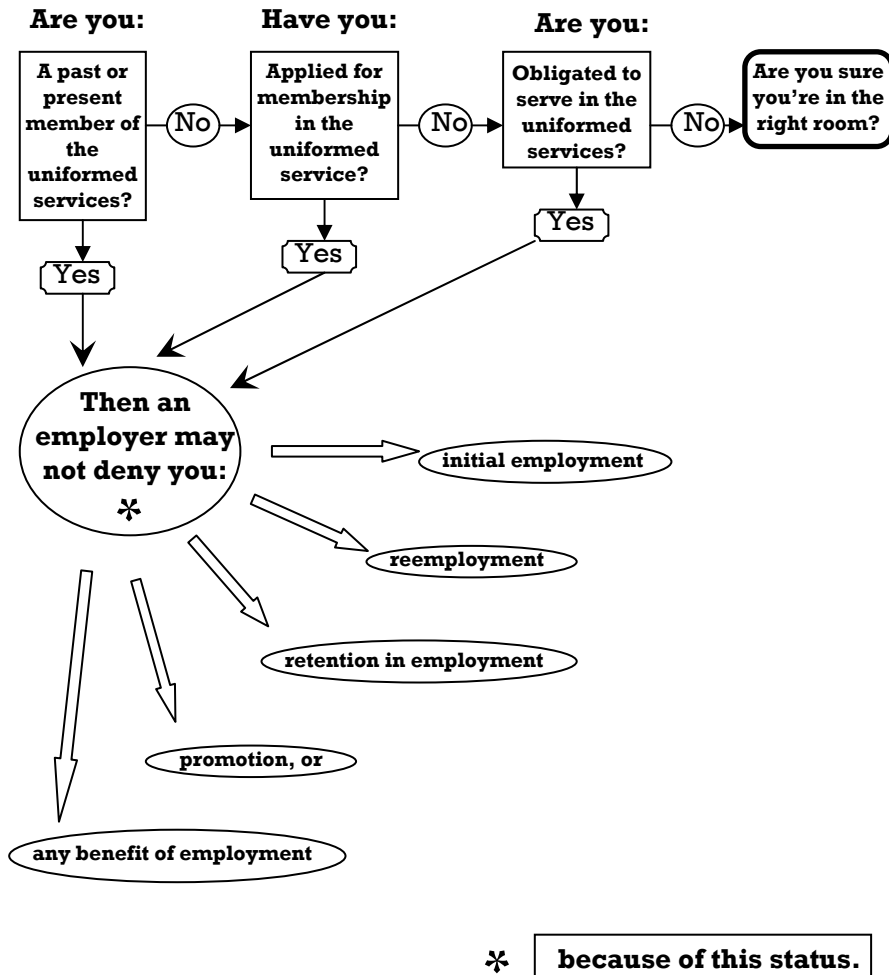 Are you:
Have you:
Are you:
A past or
present
member of
the
uniformed
services?
No
Applied for
membership
in the
uniformed
service?
No
Obligated to
serve in the
uniformed
services?
No
Are you sure
you're in the
right room?
Yes
Yes
Yes
Then an
employer may
not deny you:
*
initial employment
reemployment
retention in employment
promotion, or
any benefit of employment
* because of this status.